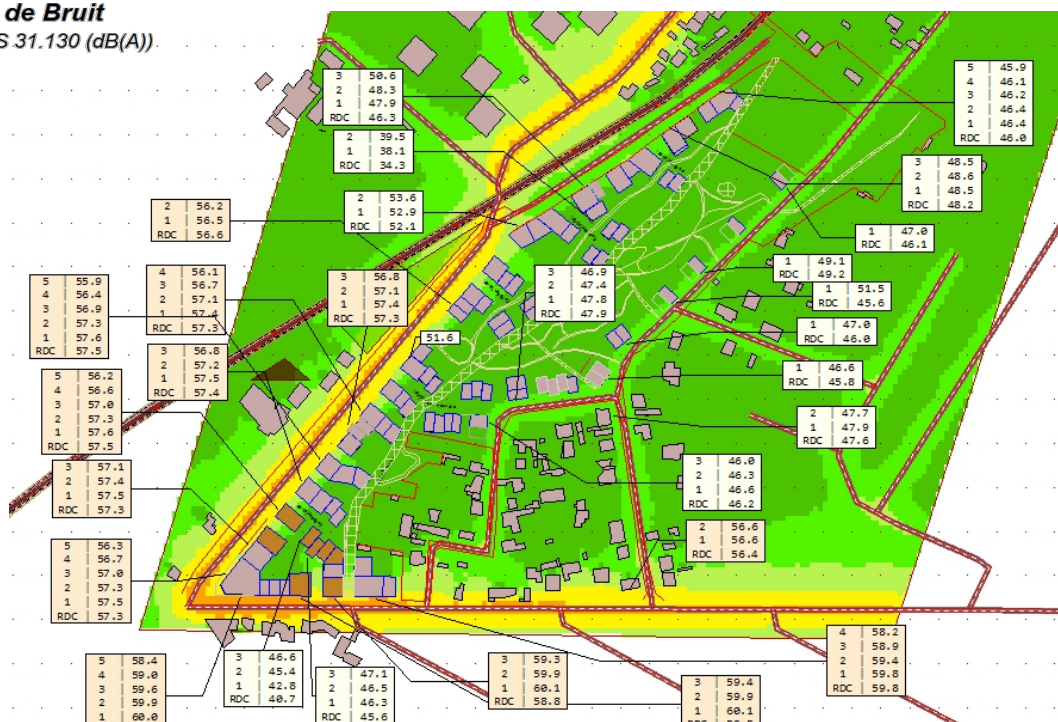 de Bruit
S 31.130 (dB(A))
3 50.6
2 48.3
1 47.9
RDC 46.3
5 45.9
4 46.1
3 46.2
2 46.4
1 46.4
RDC 46.0
2 39.5
1 38.1
RDC 34.3
3 48.5
2 48.6
1 48.5
RDC 48.2
2 56.2
1 56.5
RDC 56.6
2 53.6
1 52.9
RDC 52.1
1 47.0
RDC 46.1
1 49.1
RDC 49.2
5 55.9
4 56.4
3 56.9
2 57.3
1 57.6
RDC 57.5
4 56.1
3 56.7
2 57.1
1 57.4
RDC 57.3
3 56.8
2 57.1
1 57.4
RDC 57.3
3 46.9
2 47.4
1 47.8
RDC 47.9
1 51.5
RDC 45.6
51.6
1 47.0
RDC 46.0
3 56.8
2 57.2
1 57.5
RDC 57.4
1 46.6
RDC 45.8
5 56.2
4 56.6
3 57.0
2 57.3
1 57.6
RDC 57.5
2 47.7
1 47.9
RDC 47.6
3 57.1
2 57.4
1 57.5
RDC 57.3
3 46.0
2 46.3
1 46.6
RDC 46.2
2 56.6
1 56.6
RDC 56.4
5 56.3
4 56.7
3 57.0
2 57.3
1 57.5
RDC 57.3
4 58.2
3 58.9
2 59.4
1 59.8
RDC 59.8
5 58.4
4 59.0
3 59.6
2 59.9
1 60.0
3 46.6
2 45.4
1 42.8
RDC 40.7
3 47.1
2 46.5
1 46.3
RDC 45.6
3 59.3
2 59.9
1 60.1
RDC 58.8
3 59.4
2 59.9
1 60.1